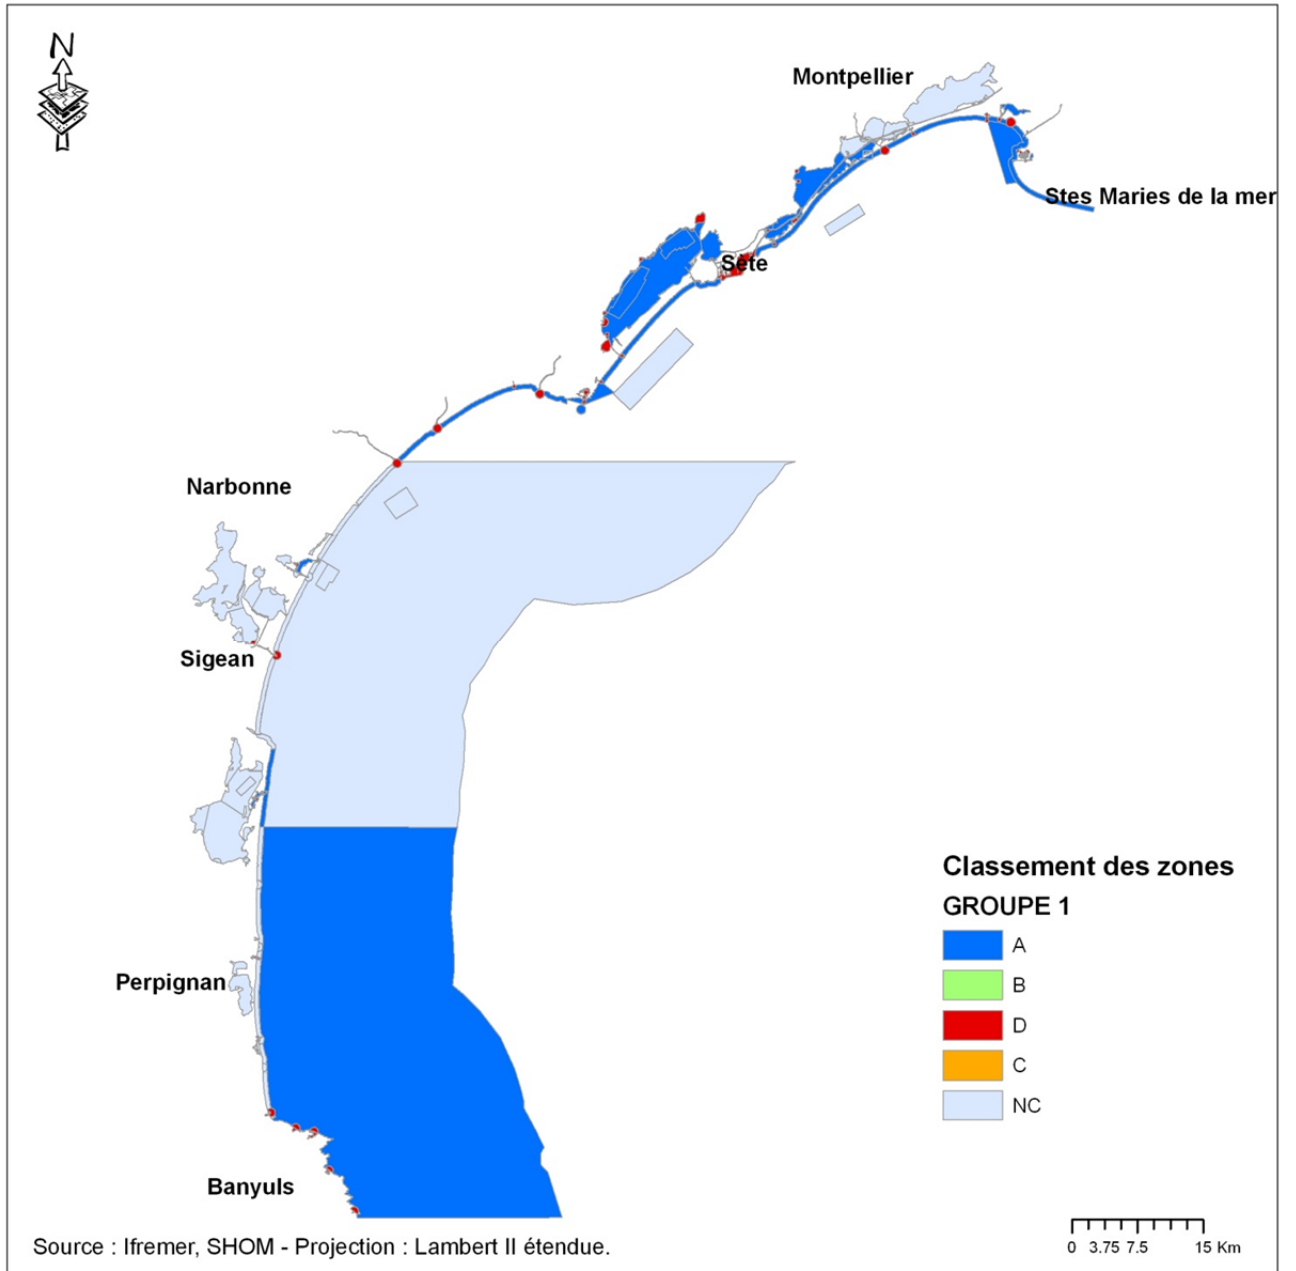 N
Montpellier
Stes Maries de la mer
Sète
Narbonne
Sigean
Perpignan
Banyuls
Classement des zones
GROUPE 1
A
B
D
C
NC
0 3.75 7.5 15 Km
Source : Ifremer, SHOM - Projection : Lambert II étendue.